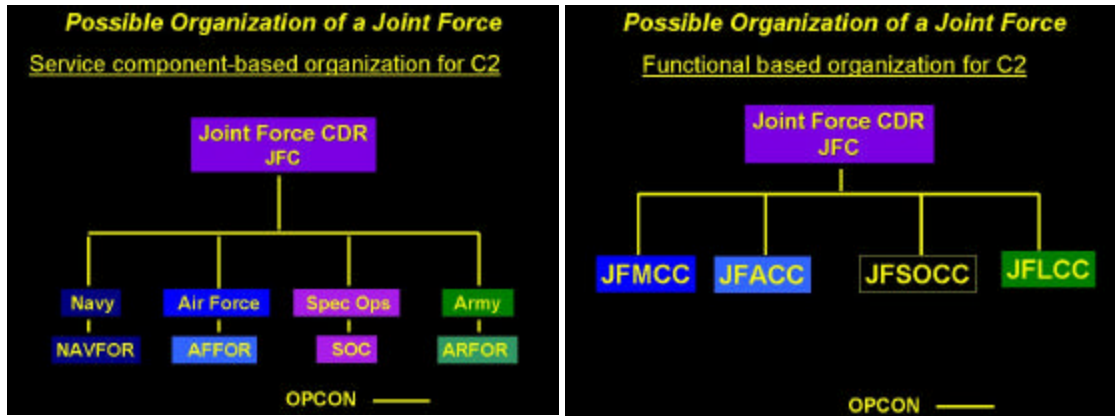 Possible Organization of a Joint Force
Service component-based organization for C2
Joint Force CDR
JFC
Navy
Air Force
Spec Ops
Army
NAVFOR
AFFOR
SOC
ARFOR
OPCON
Possible Organization of a Joint Force
Functional based organization for C2
Joint Force CDR
JFC
JFMCC
JFACC
JFSOCC
JFLCC
OPCON